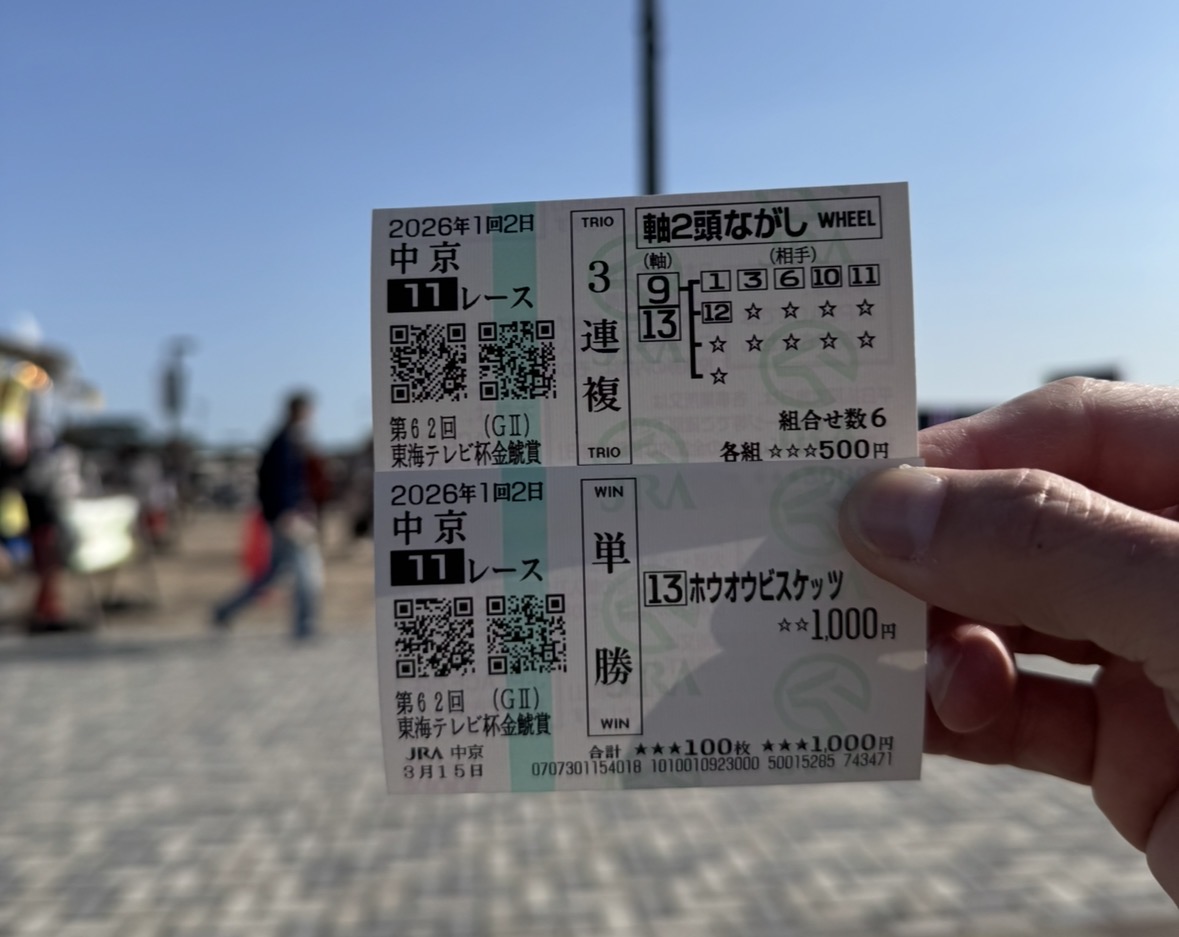 2026年1回2日
中京
11レース
第62回 (GⅡ)
東海テレビ杯金鯱賞
TRIO
3連複
TRIO
軸2頭ながし WHEEL
(軸) (相手)
9 1 3 6 10 11
13 12 ☆ ☆ ☆ ☆
☆ ☆ ☆ ☆ ☆
☆
組合せ数6
各組 ☆☆☆500円
2026年1回2日
中京
11レース
第62回 (GⅡ)
東海テレビ杯金鯱賞
JRA 中京
3月15日
WIN
単勝
WIN
13ホウオウビスケッツ
☆☆1,000円
合計 ★★★100枚 ★★★1,000円
0707301154018 1010010923000 50015285 743471